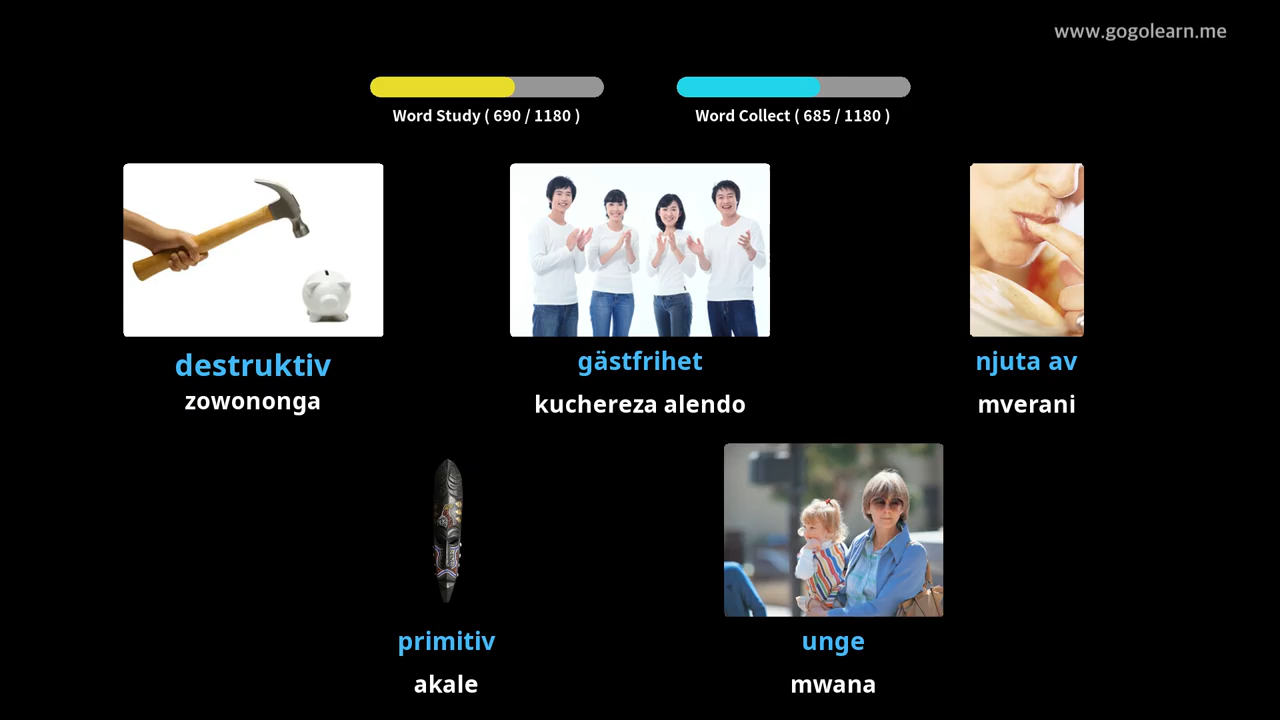 www.gogolearn.me
Word Study ( 690 / 1180 )
Word Collect ( 685 / 1180 )
destruktiv
zowononga
gästfrihet
kuchereza alendo
njuta av
mverani
primitiv
akale
unge
mwana